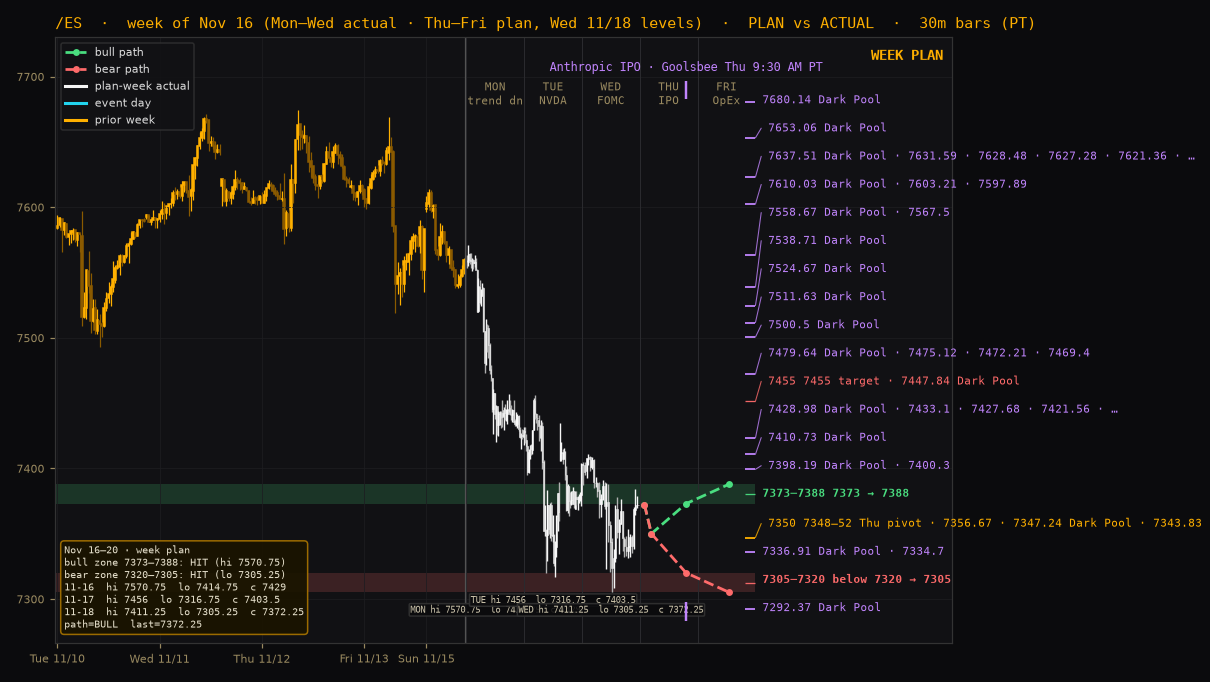 /ES · week of Nov 16 (Mon–Wed actual · Thu–Fri plan, Wed 11/18 levels) · PLAN vs ACTUAL · 30m bars (PT)
WEEK PLAN
Anthropic IPO · Goolsbee Thu 9:30 AM PT
bull path
bear path
plan-week actual
event day
prior week
MON
trend dn
TUE
NVDA
WED
FOMC
THU
IPO
FRI
OpEx
7700
7600
7500
7400
7300
7680.14 Dark Pool
7653.06 Dark Pool
7637.51 Dark Pool · 7631.59 · 7628.48 · 7627.28 · 7621.36 · …
7610.03 Dark Pool · 7603.21 · 7597.89
7558.67 Dark Pool · 7567.5
7538.71 Dark Pool
7524.67 Dark Pool
7511.63 Dark Pool
7500.5 Dark Pool
7479.64 Dark Pool · 7475.12 · 7472.21 · 7469.4
7455 7455 target · 7447.84 Dark Pool
7428.98 Dark Pool · 7433.1 · 7427.68 · 7421.56 · …
7410.73 Dark Pool
7398.19 Dark Pool · 7400.3
7373–7388 7373 → 7388
7350 7348–52 Thu pivot · 7356.67 · 7347.24 Dark Pool · 7343.83
7336.91 Dark Pool · 7334.7
7305–7320 below 7320 → 7305
7292.37 Dark Pool
Nov 16–20 · week plan
bull zone 7373–7388: HIT (hi 7570.75)
bear zone 7320–7305: HIT (lo 7305.25)
11-16 hi 7570.75 lo 7414.75 c 7429
11-17 hi 7456 lo 7316.75 c 7403.5
11-18 hi 7411.25 lo 7305.25 c 7372.25
path=BULL last=7372.25
TUE hi 7456 lo 7316.75 c 7403.5
MON hi 7570.75 lo 74
WED hi 7411.25 lo 7305.25 c 7372.25
Tue 11/10
Wed 11/11
Thu 11/12
Fri 11/13
Sun 11/15